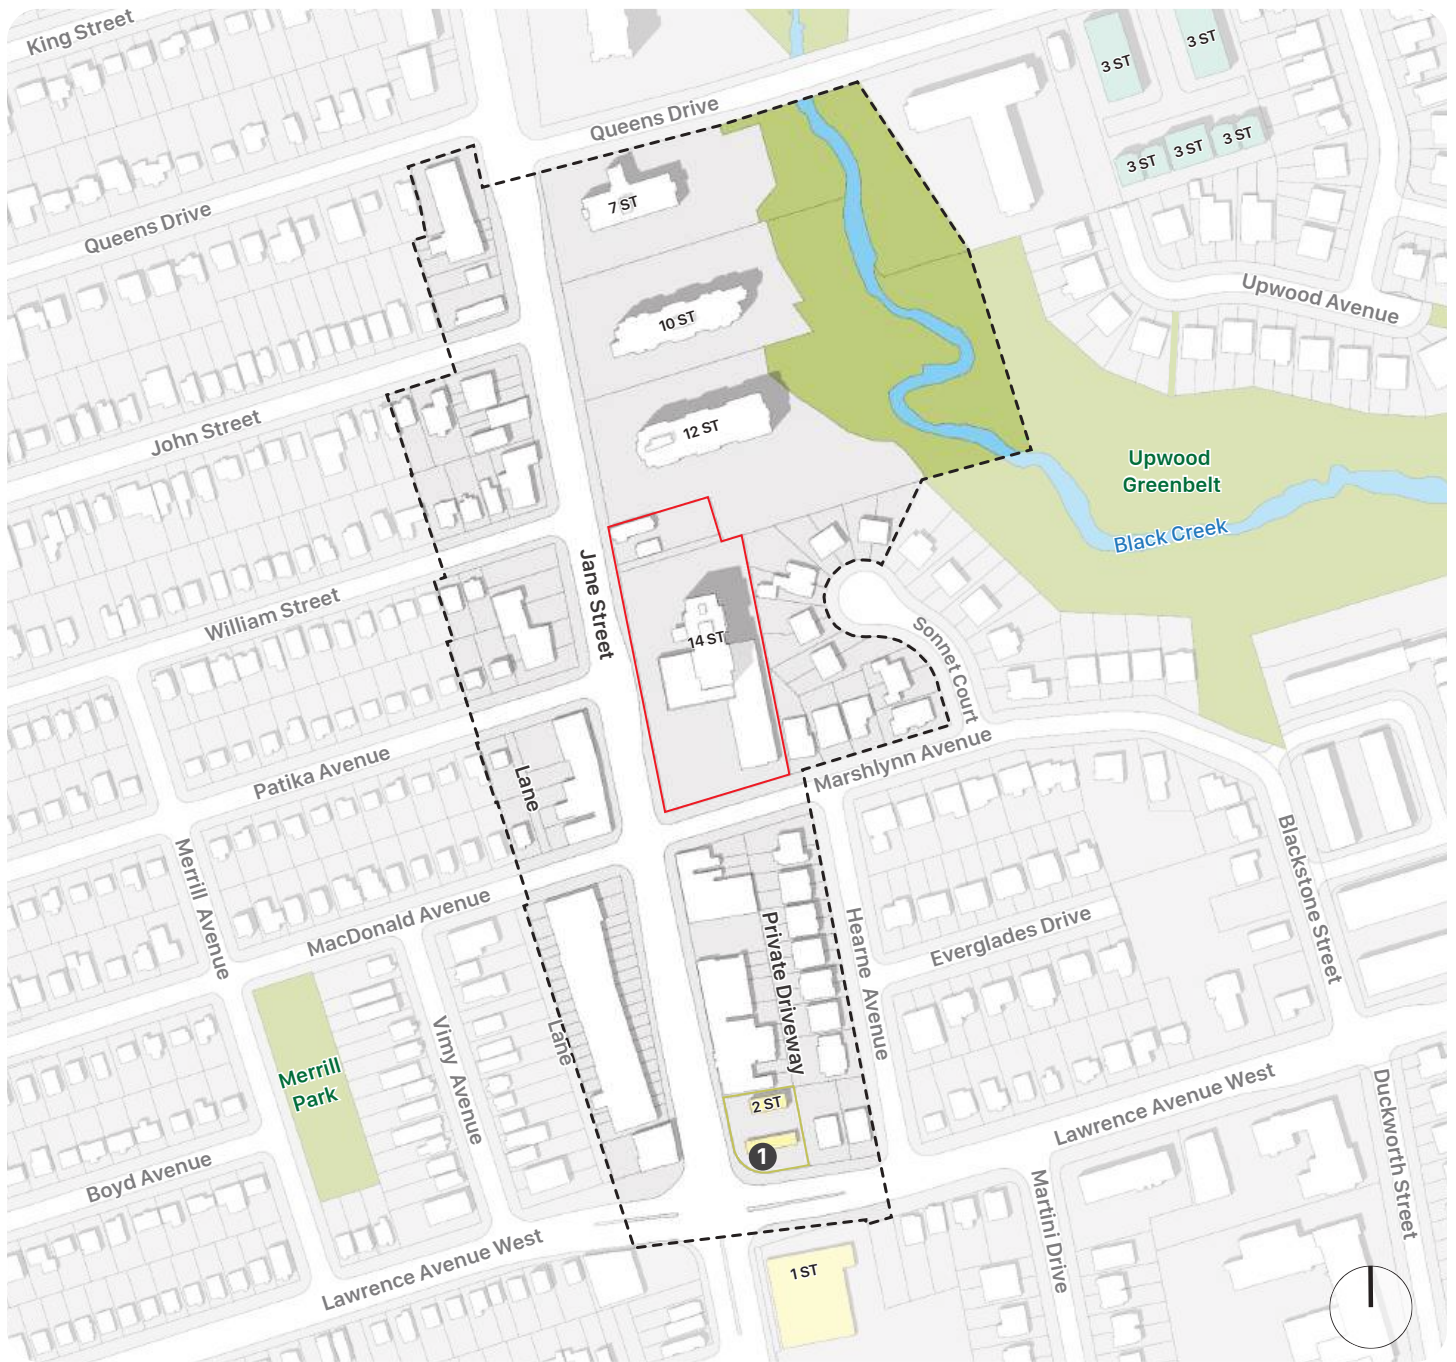 King Street
3 ST
3 ST
Queens Drive
3 ST
3 ST
3 ST
7 ST
Queens Drive
Upwood Avenue
10 ST
John Street
12 ST
Upwood
Greenbelt
Black Creek
Jane Street
William Street
14 ST
Sonnet Court
Patika Avenue
Lane
Marshlynn Avenue
Merrill Avenue
Blackstone Street
MacDonald Avenue
Private Driveway
Hearne Avenue
Everglades Drive
Vimy Avenue
Lane
Merrill
Park
2 ST
1
Lawrence Avenue West
Duckworth Street
Boyd Avenue
Martini Drive
Lawrence Avenue West
1 ST